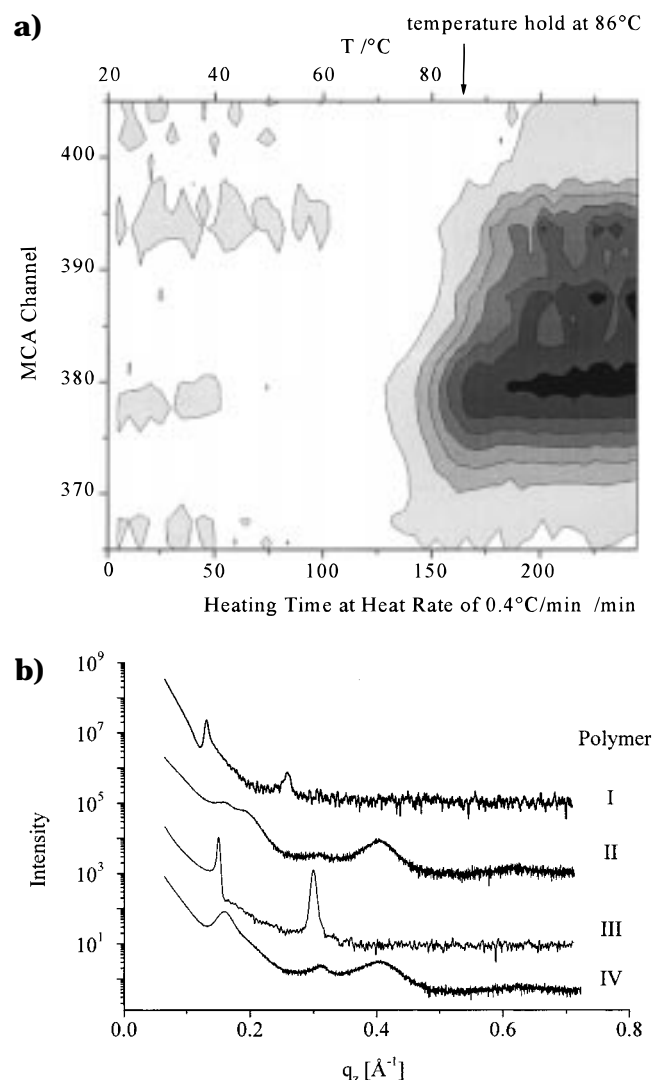 a)
temperature hold at 86°C
T /°C
20 40 60 80
400
390
380
370
MCA Channel
0 50 100 150 200
Heating Time at Heat Rate of 0.4°C/min /min
b)
10⁹
10⁷
10⁵
10³
10¹
Intensity
Polymer
I
II
III
IV
0.0 0.2 0.4 0.6 0.8
q_z [Å⁻¹]